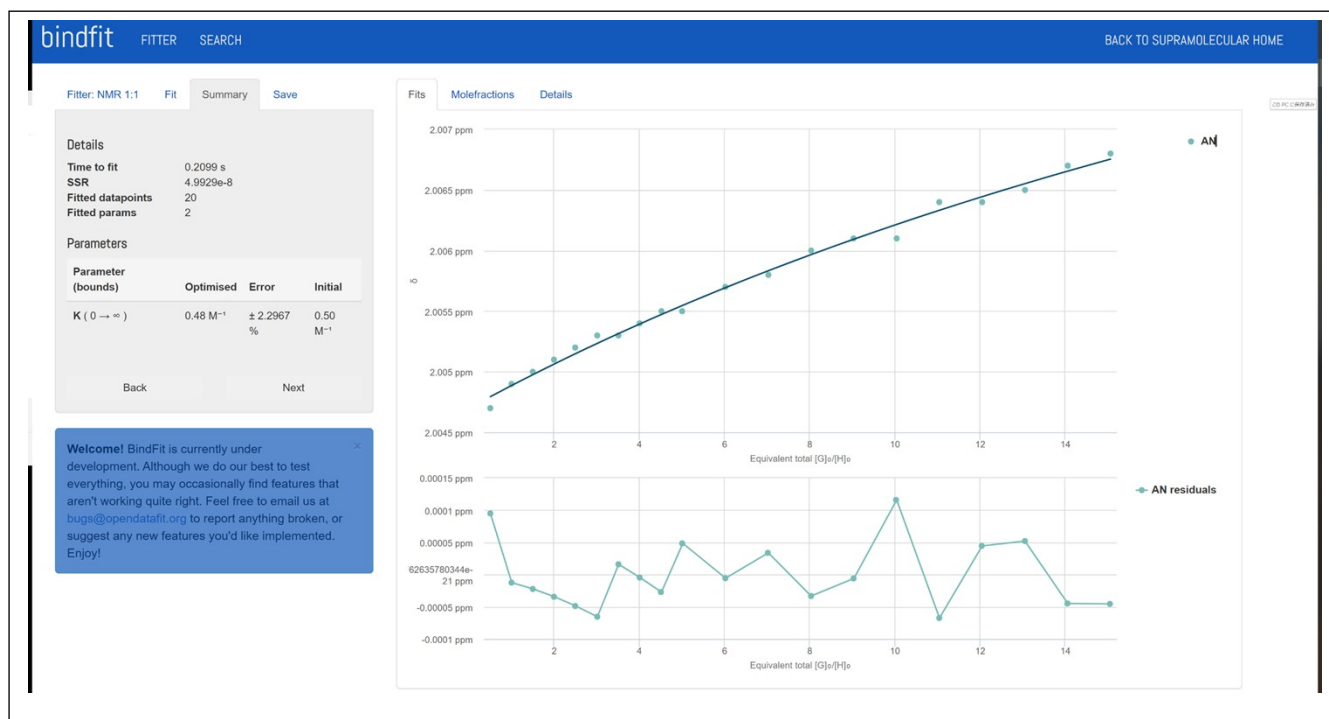 bindfit FITTER SEARCH BACK TO SUPRAMOLECULAR HOME
Fitter: NMR 1:1 Fit Summary Save
Details
Time to fit 0.2099 s
SSR 4.9929e-8
Fitted datapoints 20
Fitted params 2
Parameters
Parameter
(bounds) Optimised Error Initial
K ( 0 → ∞ ) 0.48 M⁻¹ ± 2.2967 0.50
% M⁻¹
Back Next
Welcome! BindFit is currently under
development. Although we do our best to test
everything, you may occasionally find features that
aren't working quite right. Feel free to email us at
bugs@opendatafit.org to report anything broken, or
suggest any new features you'd like implemented.
Enjoy!
×
Fits Molefractions Details
2.007 ppm
2.0065 ppm
2.006 ppm
2.0055 ppm
2.005 ppm
2.0045 ppm
δ
2 4 6 8 10 12 14
Equivalent total [G]₀/[H]₀
AN
0.00015 ppm
0.0001 ppm
0.00005 ppm
62635780344e-
21 ppm
-0.00005 ppm
-0.0001 ppm
2 4 6 8 10 12 14
Equivalent total [G]₀/[H]₀
AN residuals